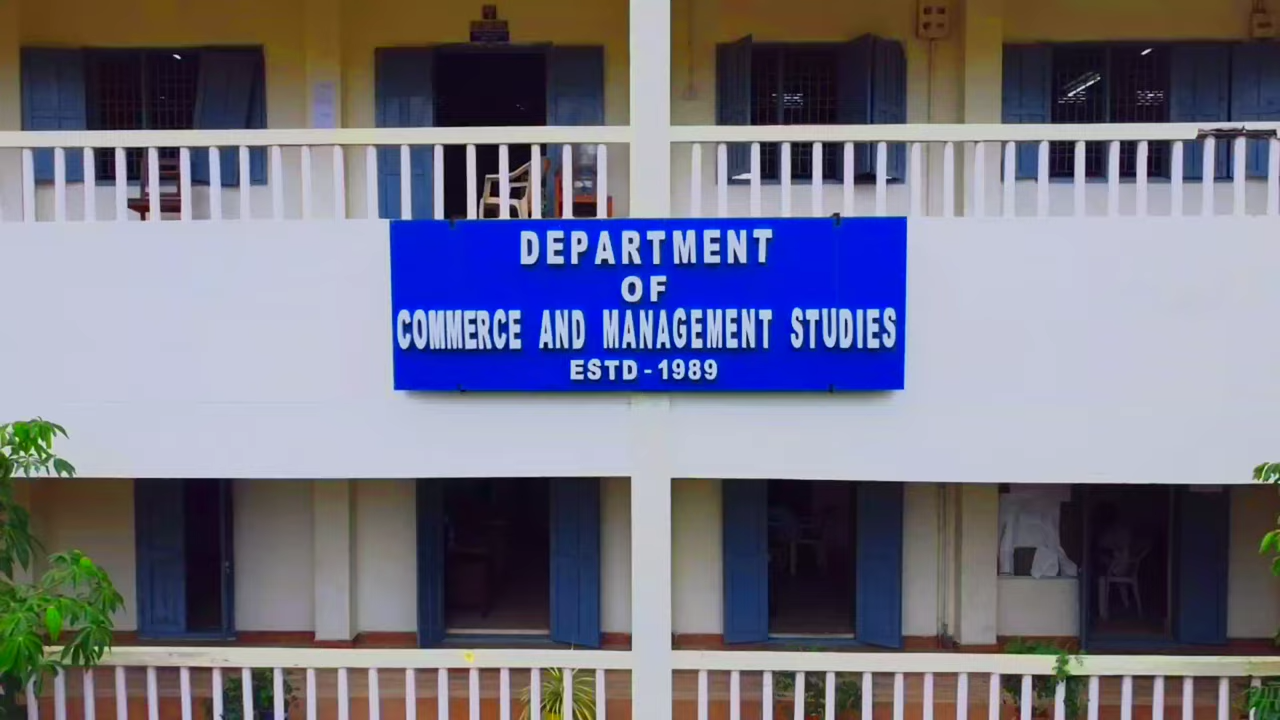 DEPARTMENT
OF
COMMERCE AND MANAGEMENT STUDIES
ESTD-1989